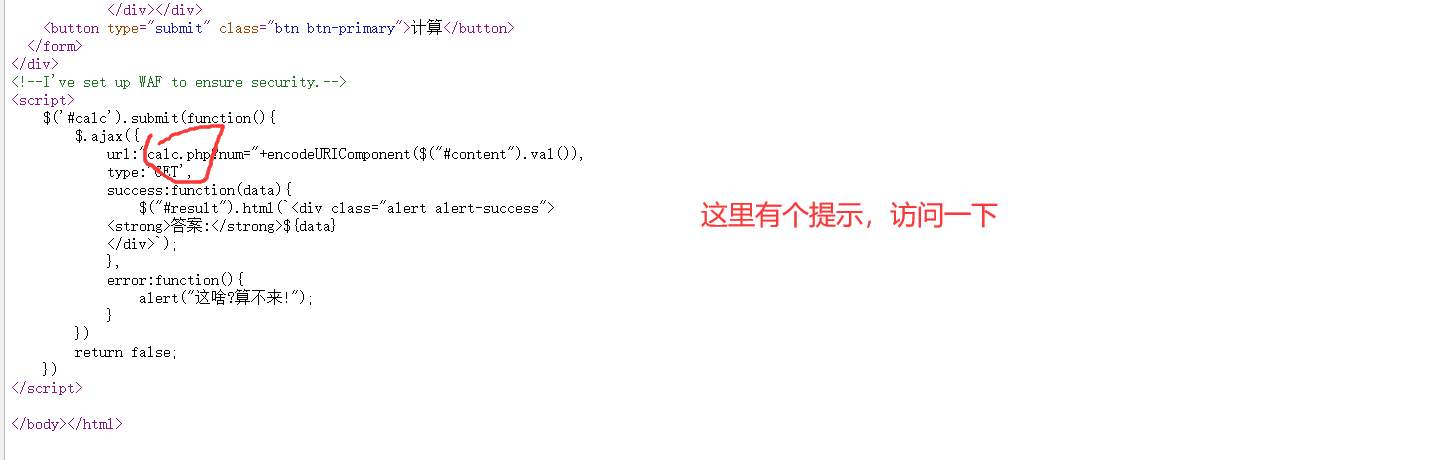 </div></div>
<button type="submit" class="btn btn-primary">计算</button>
</form>
</div>
<!--I've set up WAF to ensure security.-->
<script>
$('#calc').submit(function(){
$.ajax({
url:"calc.php?num="+encodeURIComponent($("#content").val()),
type:'GET',
success:function(data){
$("#result").html(`<div class="alert alert-success">
<strong>答案:</strong>${data}
</div>`);
},
error:function(){
alert("这啥?算不来!");
}
})
return false;
})
</script>
</body></html>
这里有个提示，访问一下